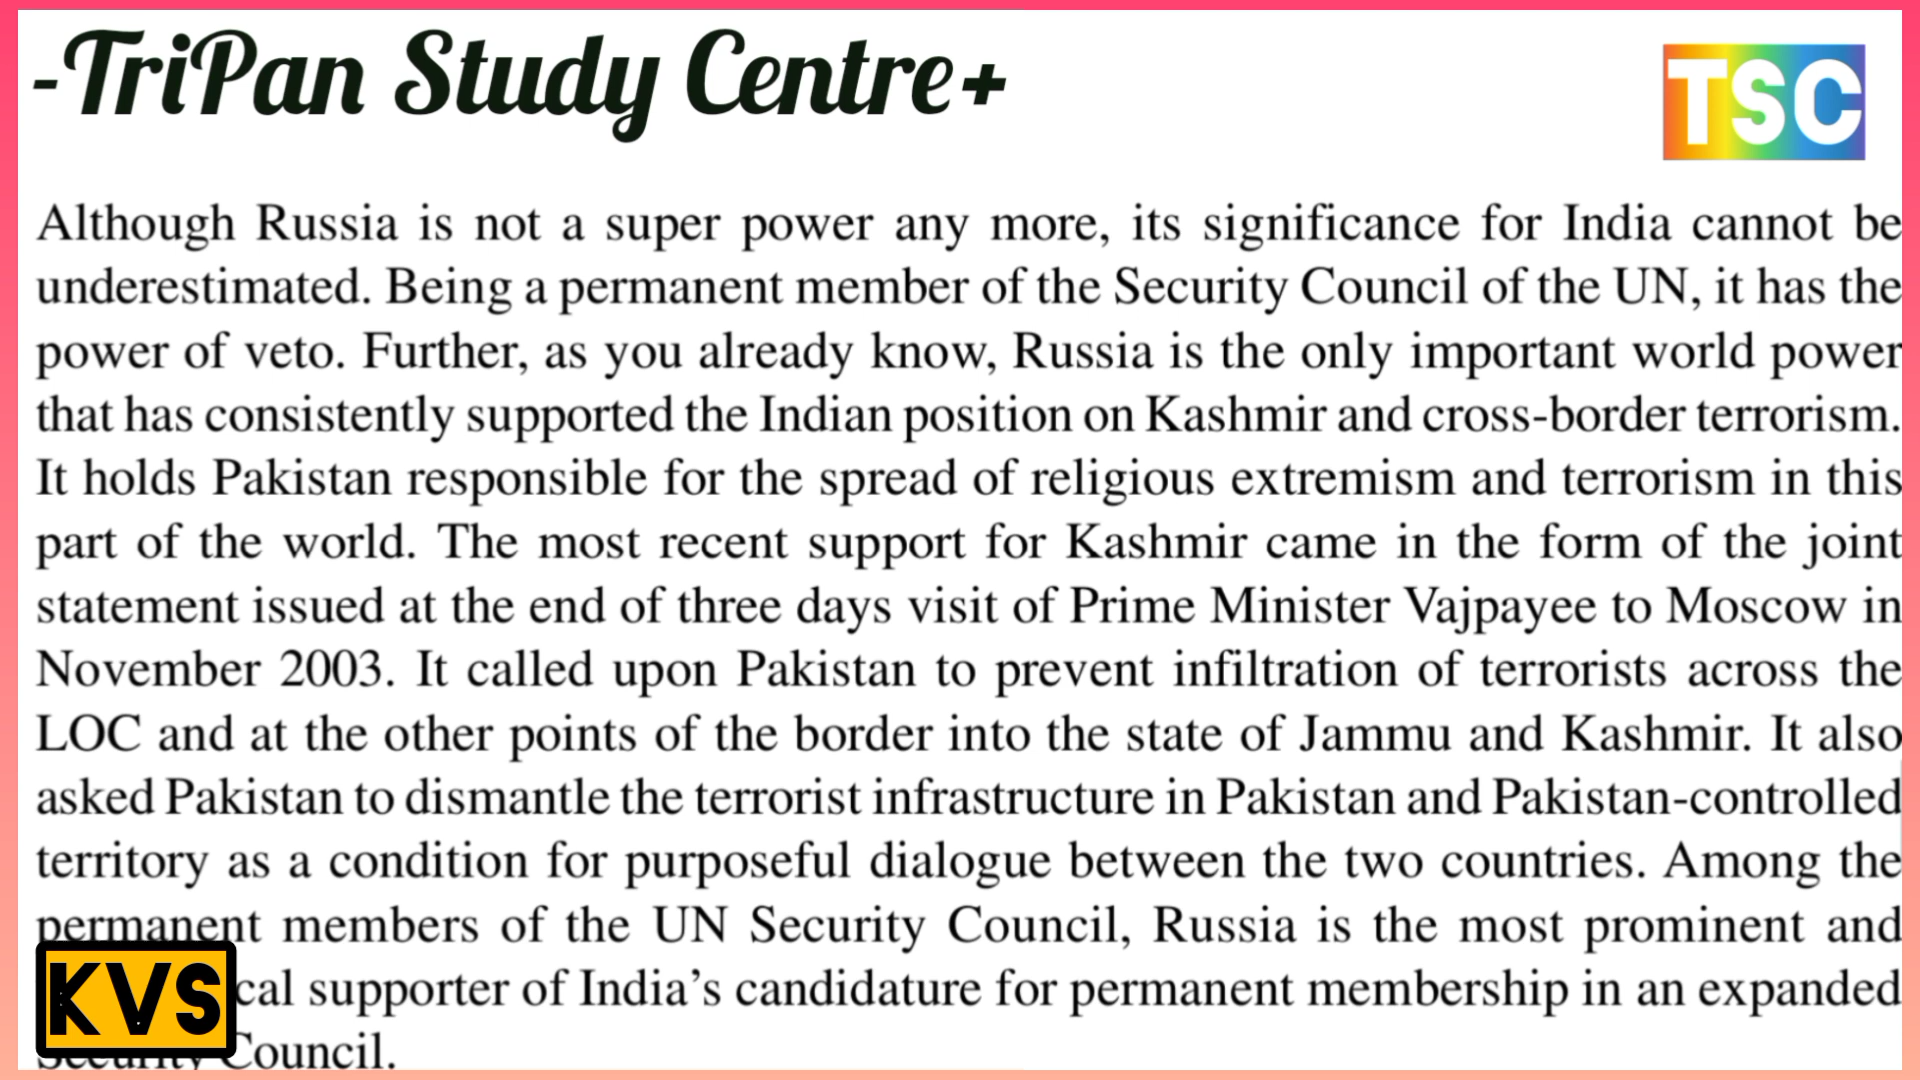 -TriPan Study Centre+
TSC
Although Russia is not a super power any more, its significance for India cannot be
underestimated. Being a permanent member of the Security Council of the UN, it has the
power of veto. Further, as you already know, Russia is the only important world power
that has consistently supported the Indian position on Kashmir and cross-border terrorism.
It holds Pakistan responsible for the spread of religious extremism and terrorism in this
part of the world. The most recent support for Kashmir came in the form of the joint
statement issued at the end of three days visit of Prime Minister Vajpayee to Moscow in
November 2003. It called upon Pakistan to prevent infiltration of terrorists across the
LOC and at the other points of the border into the state of Jammu and Kashmir. It also
asked Pakistan to dismantle the terrorist infrastructure in Pakistan and Pakistan-controlled
territory as a condition for purposeful dialogue between the two countries. Among the
permanent members of the UN Security Council, Russia is the most prominent and
cal supporter of India's candidature for permanent membership in an expanded
Security Council.
KVS